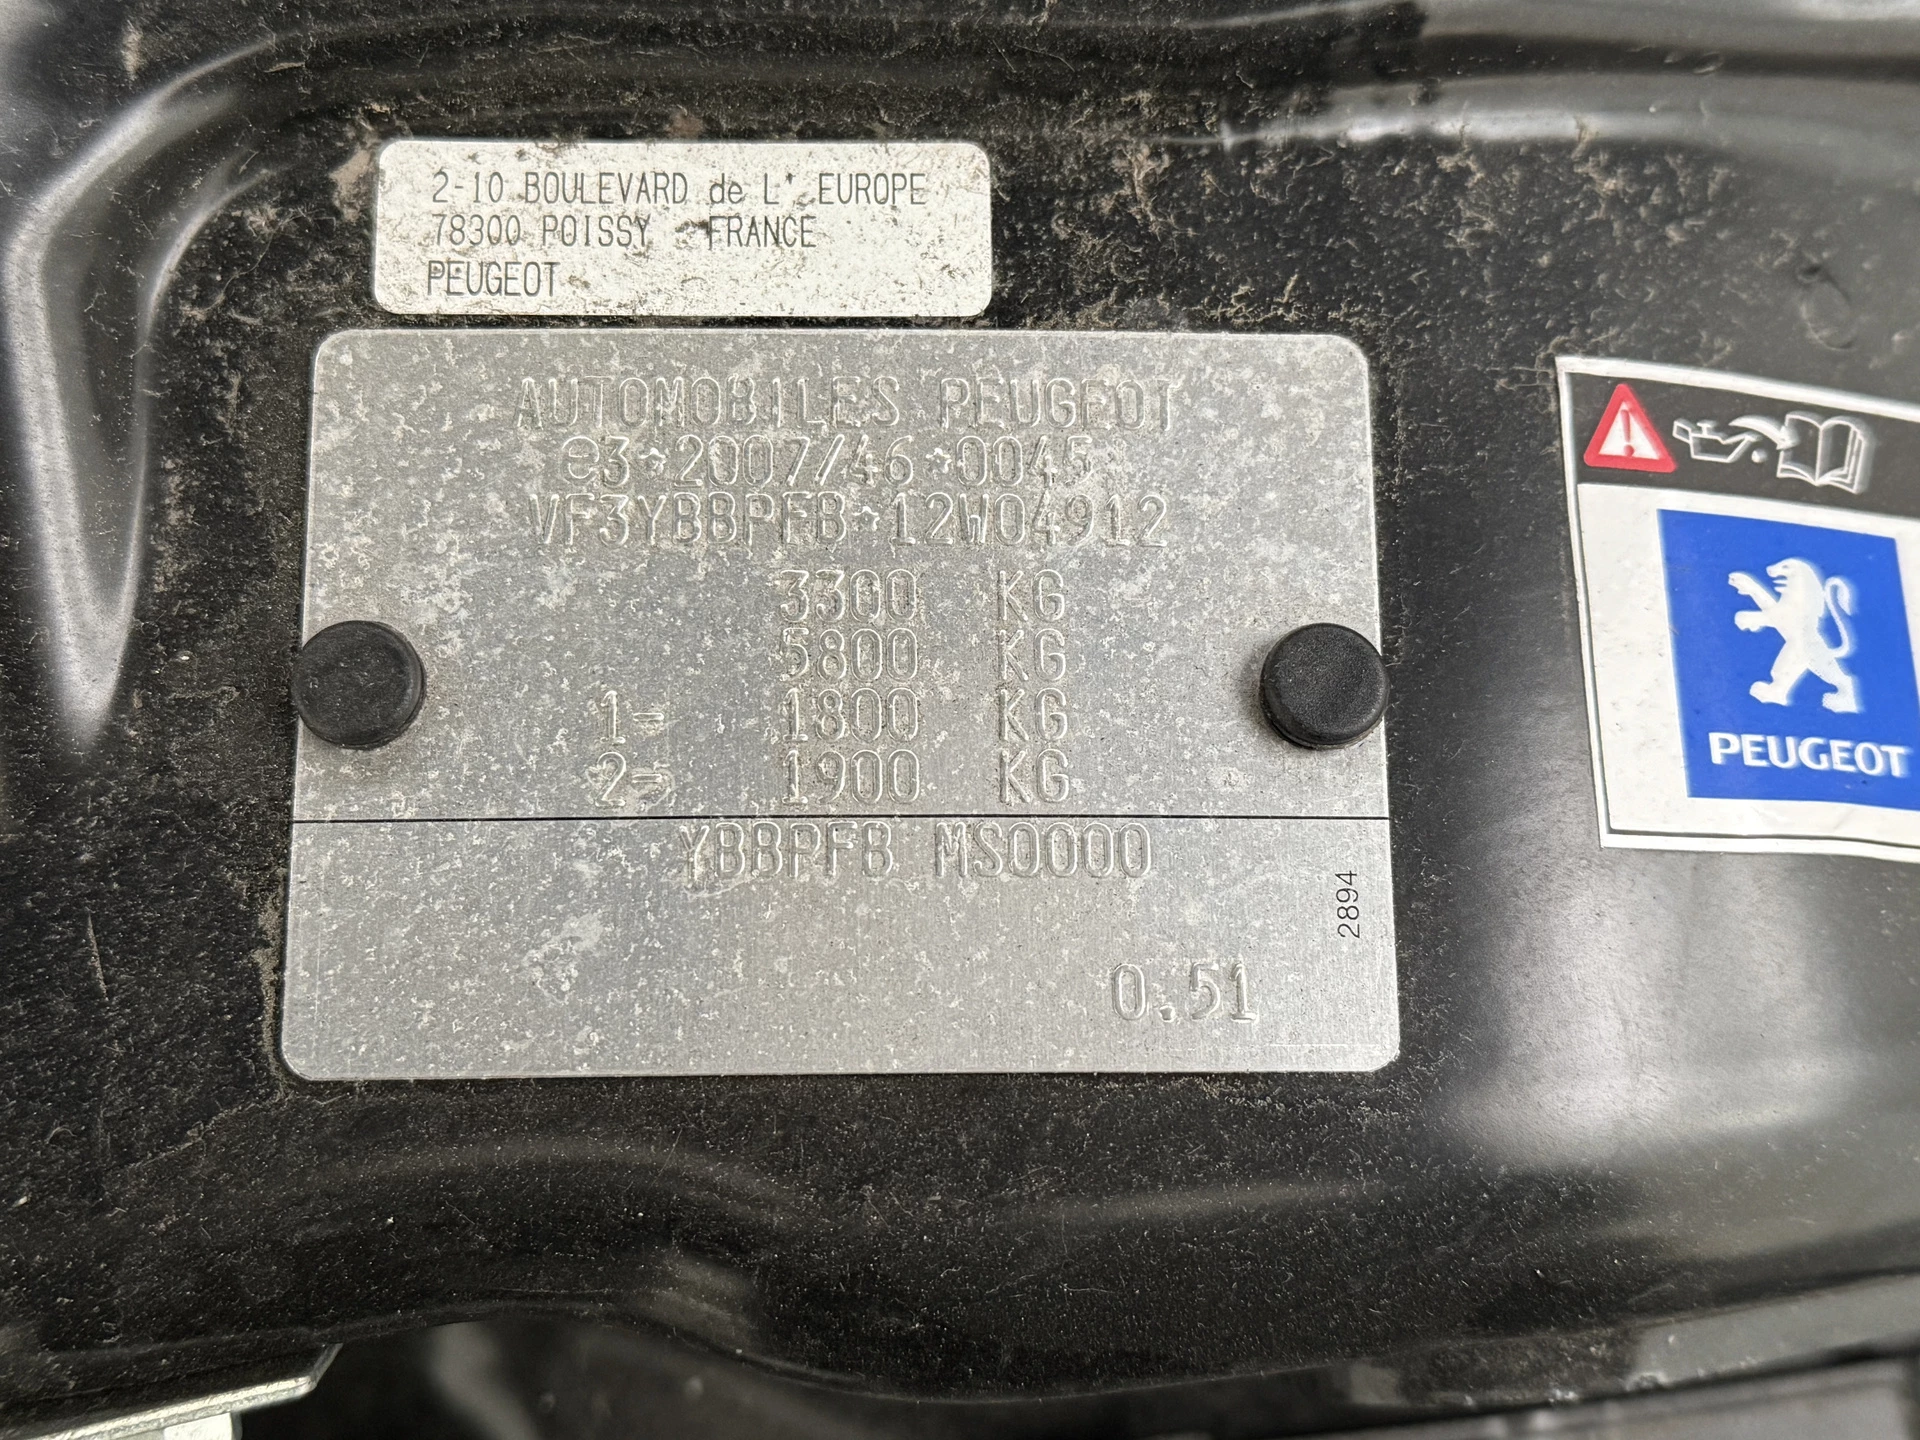 2-10 BOULEVARD de L' EUROPE
78300 POISSY - FRANCE
PEUGEOT
AUTOMOBILES PEUGEOT
e3*2007/46*0045
VF3YBBPFB*12W04912
3300 KG
5800 KG
1- 1800 KG
2- 1900 KG
YBBPFB MS0000
2894
0.51
PEUGEOT